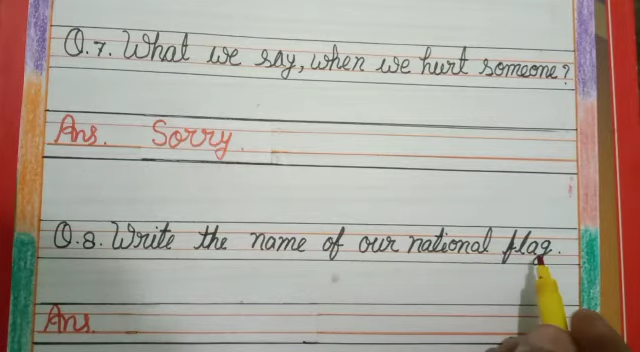 Q.7. What we say, when we hurt someone?
Ans. Sorry.
Q.8. Write the name of our national flag.
Ans.